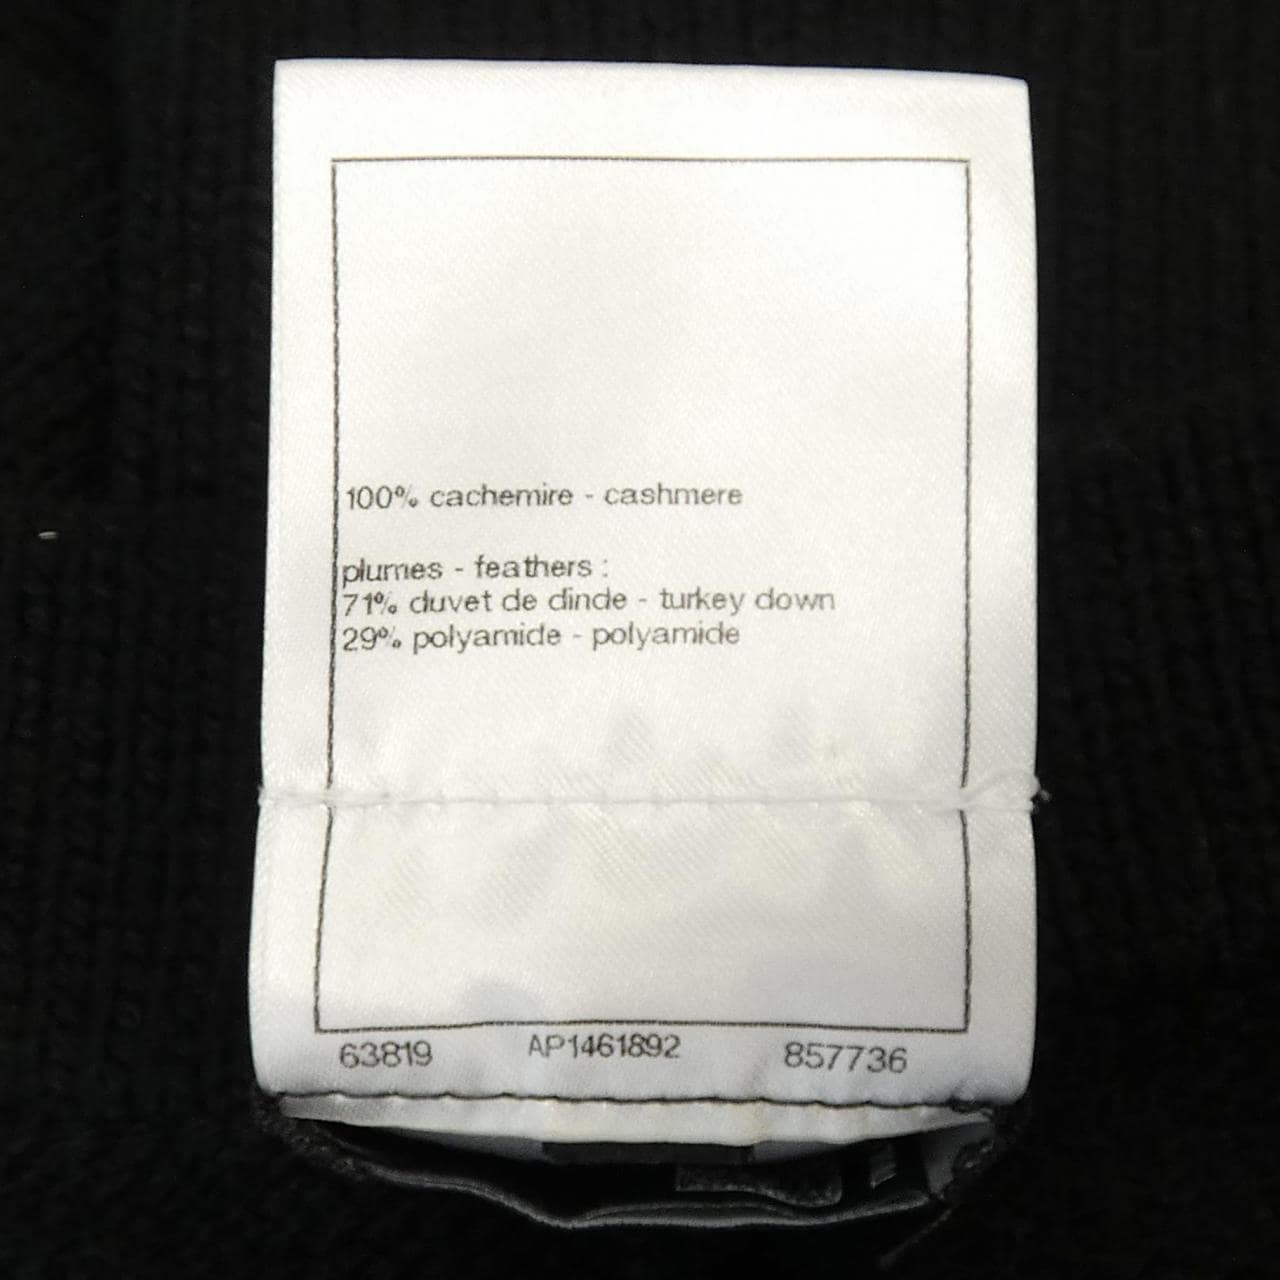 100% cachemire - cashmere
plumes - feathers :
71% duvet de dinde - turkey down
29% polyamide - polyamide
63819 AP1461892 857736